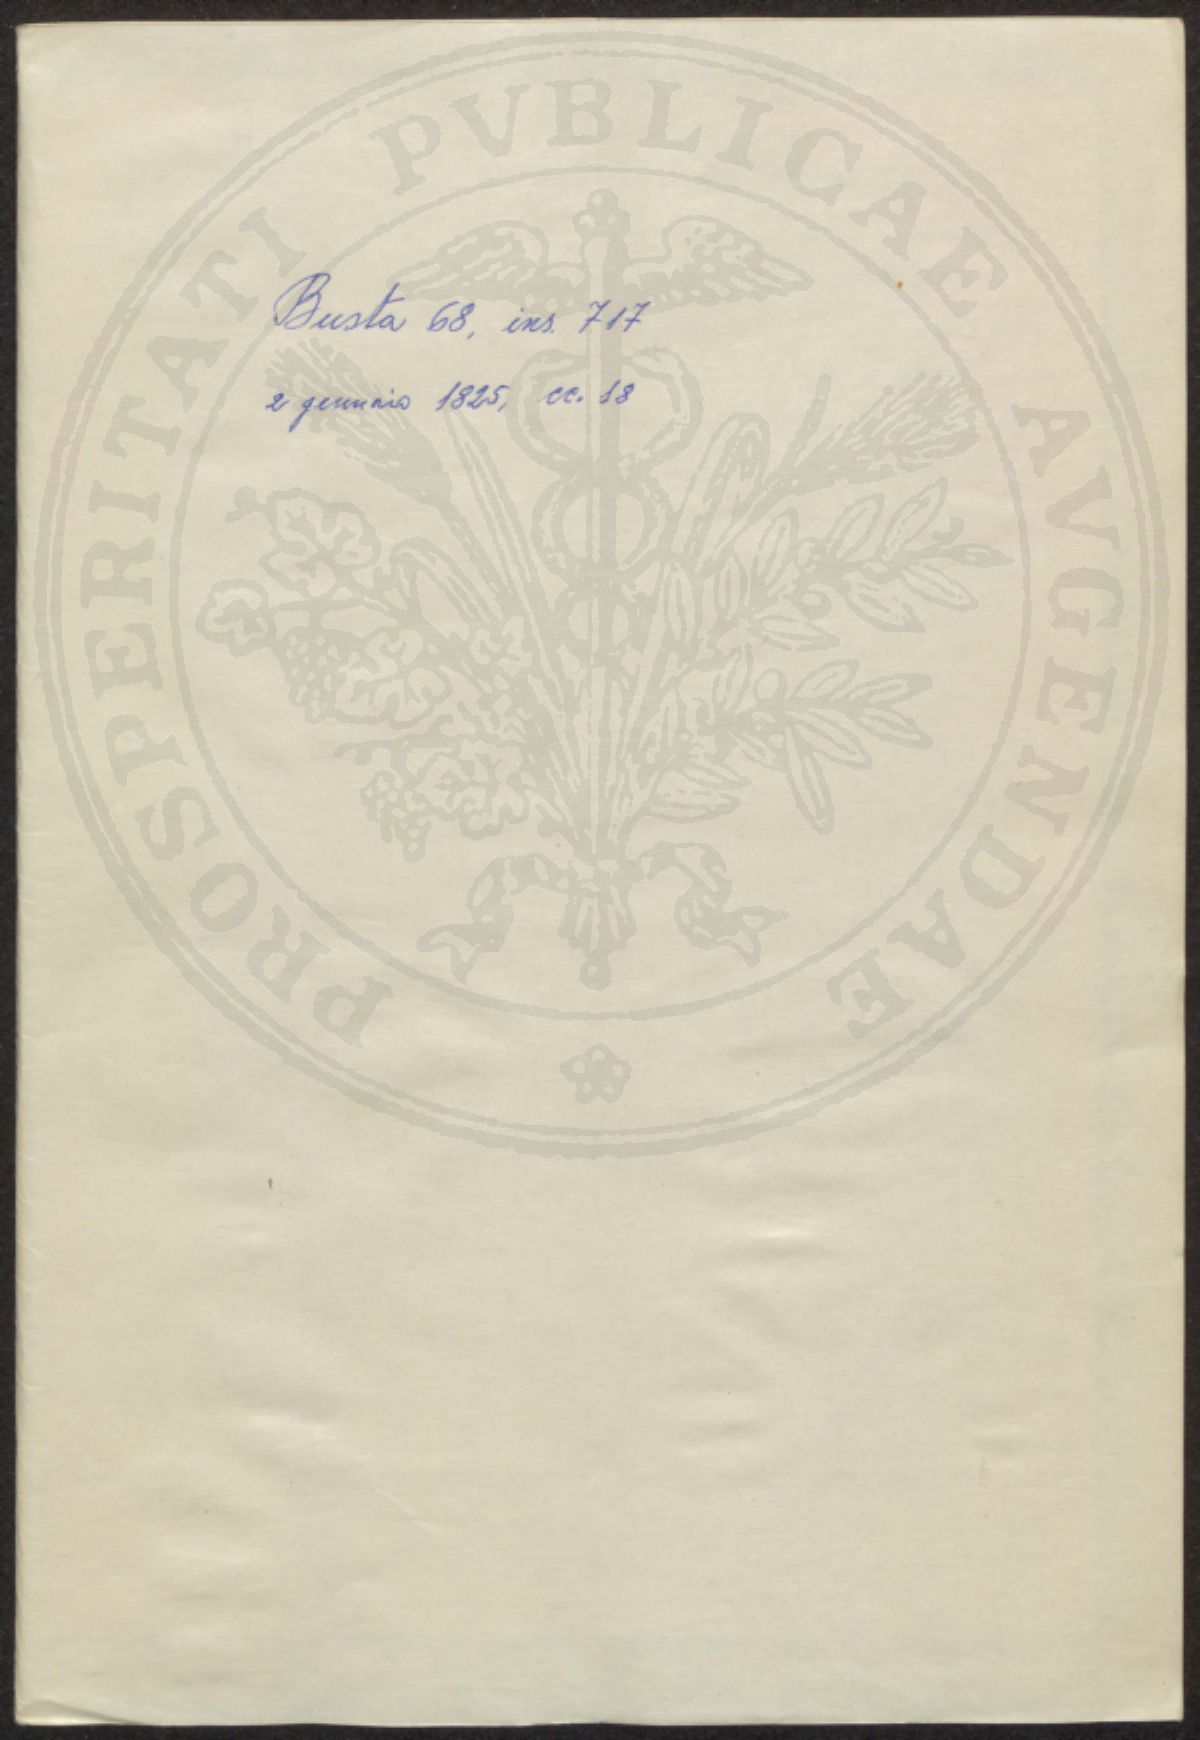 PROSPERITATI PVBLICAE AVGENDAE
Busta 68, ins. 717
2 gennaio 1825, cc. 18